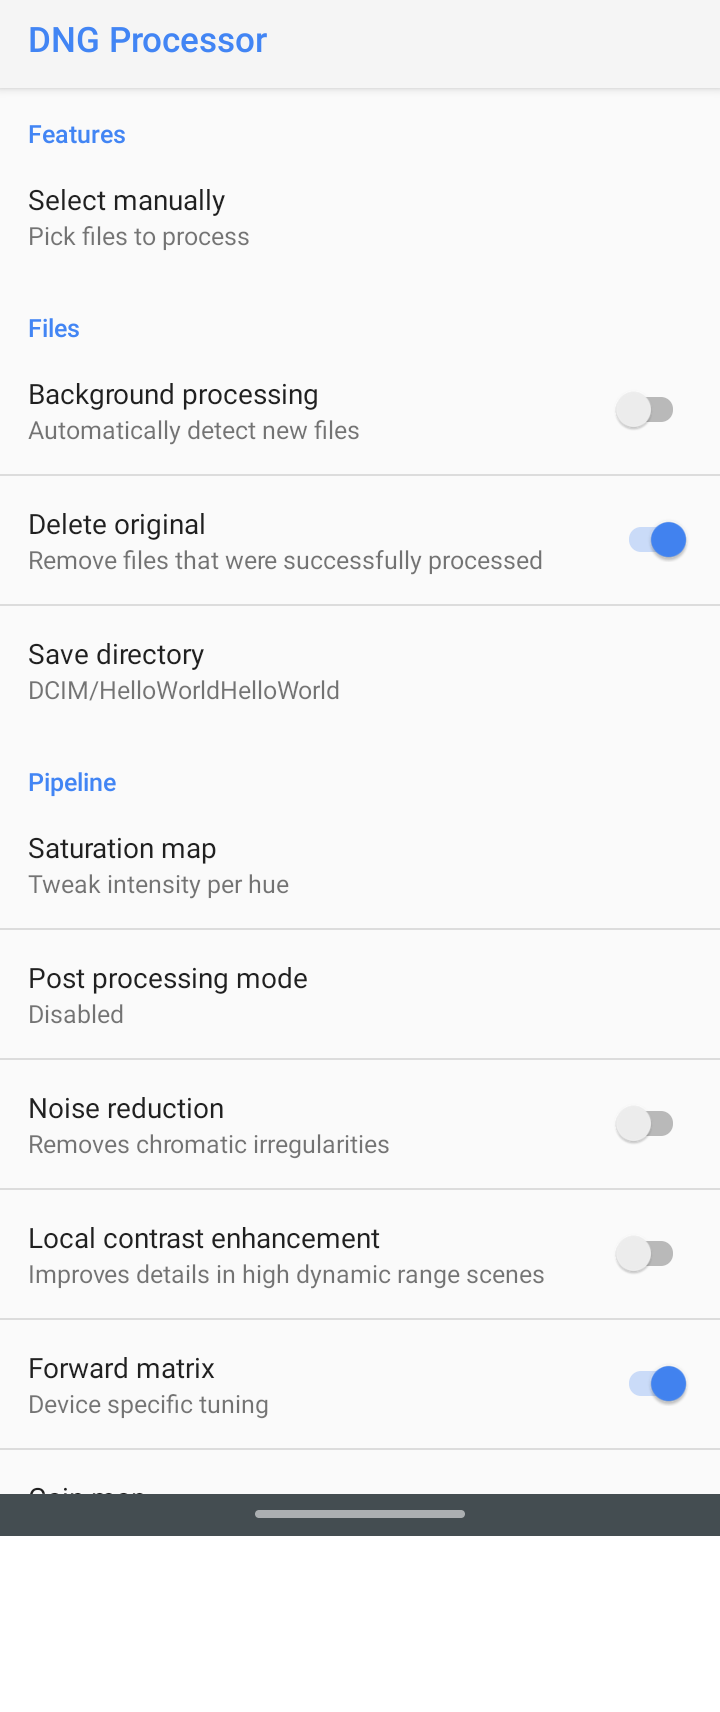 DNG Processor
Features
Select manually
Pick files to process
Files
Background processing
Automatically detect new files
Delete original
Remove files that were successfully processed
Save directory
DCIM/HelloWorldHelloWorld
Pipeline
Saturation map
Tweak intensity per hue
Post processing mode
Disabled
Noise reduction
Removes chromatic irregularities
Local contrast enhancement
Improves details in high dynamic range scenes
Forward matrix
Device specific tuning